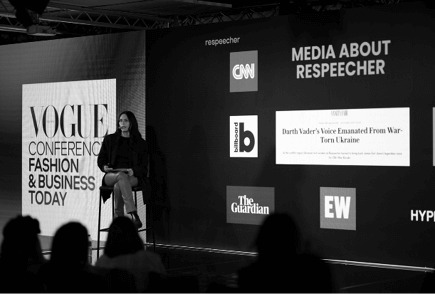 respeecher
CNN
MEDIA ABOUT
RESPEECHER
VOGUE
CONFERENCE
FASHION
& BUSINESS
TODAY
billboard
b
Darth Vader's Voice Emanated From War-
Torn Ukraine
The
Guardian
EW
HYP